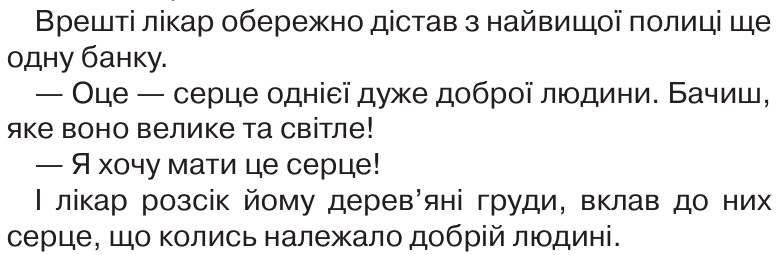 Врешті лікар обережно дістав з найвищої полиці ще
одну банку.
— Оце — серце однієї дуже доброї людини. Бачиш,
яке воно велике та світле!
— Я хочу мати це серце!
І лікар розсік йому дерев’яні груди, вклав до них
серце, що колись належало добрій людині.